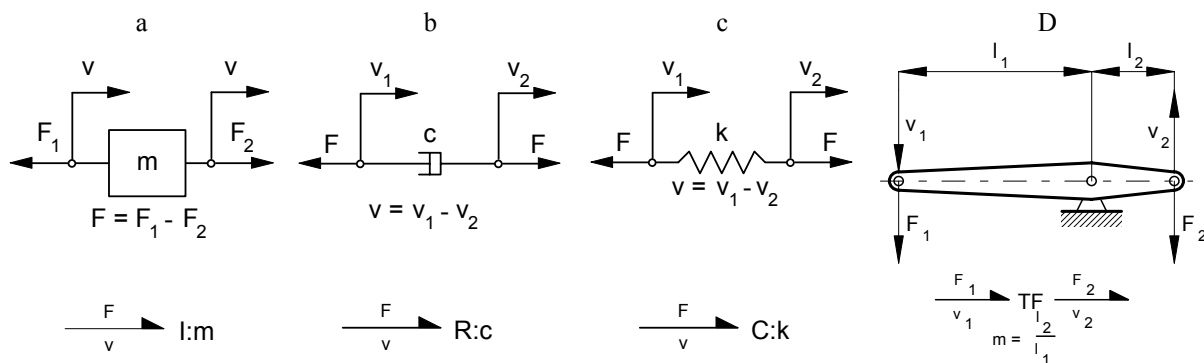 a
b
c
D
v
v
F₁
m
F₂
F = F₁ - F₂
F
v
I:m
v₁
v₂
F
c
F
v = v₁ - v₂
F
v
R:c
v₁
v₂
F
k
F
v = v₁ - v₂
F
v
C:k
l₁
l₂
v₁
v₂
F₁
F₂
F₁
v₁
TF
F₂
v₂
m = l₂/l₁